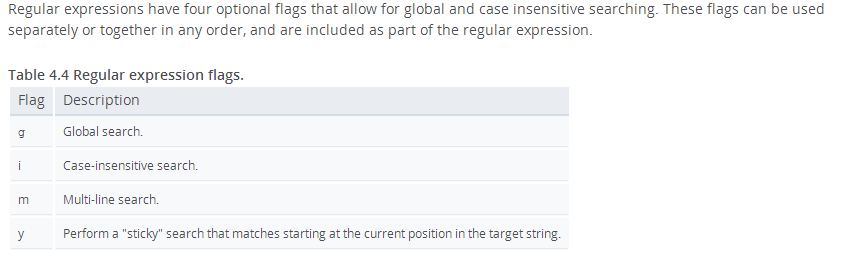 Regular expressions have four optional flags that allow for global and case insensitive searching. These flags can be used
separately or together in any order, and are included as part of the regular expression.
Table 4.4 Regular expression flags.
Flag Description
g Global search.
i Case-insensitive search.
m Multi-line search.
y Perform a "sticky" search that matches starting at the current position in the target string.